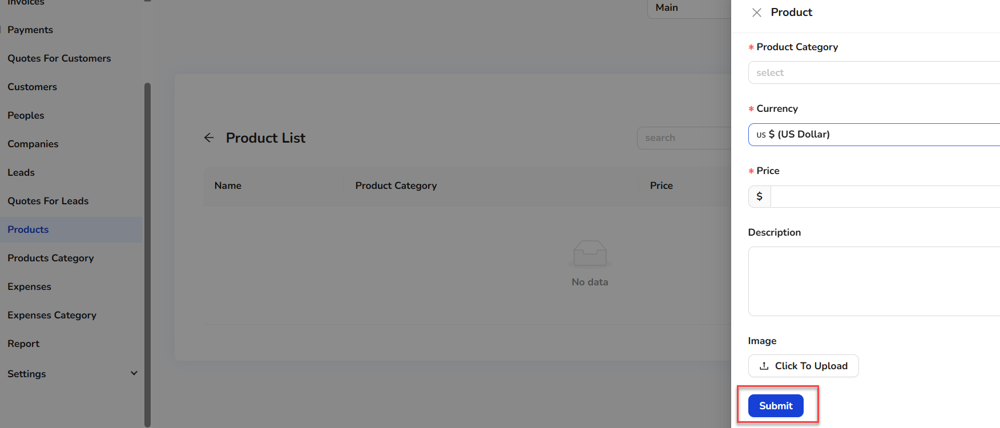 Invoices
Payments
Quotes For Customers
Customers
Peoples
Companies
Leads
Quotes For Leads
Products
Products Category
Expenses
Expenses Category
Report
Settings
Main
Product List
search
Name Product Category Price
No data
Product
* Product Category
select
* Currency
US $ (US Dollar)
* Price
$
Description
Image
Click To Upload
Submit